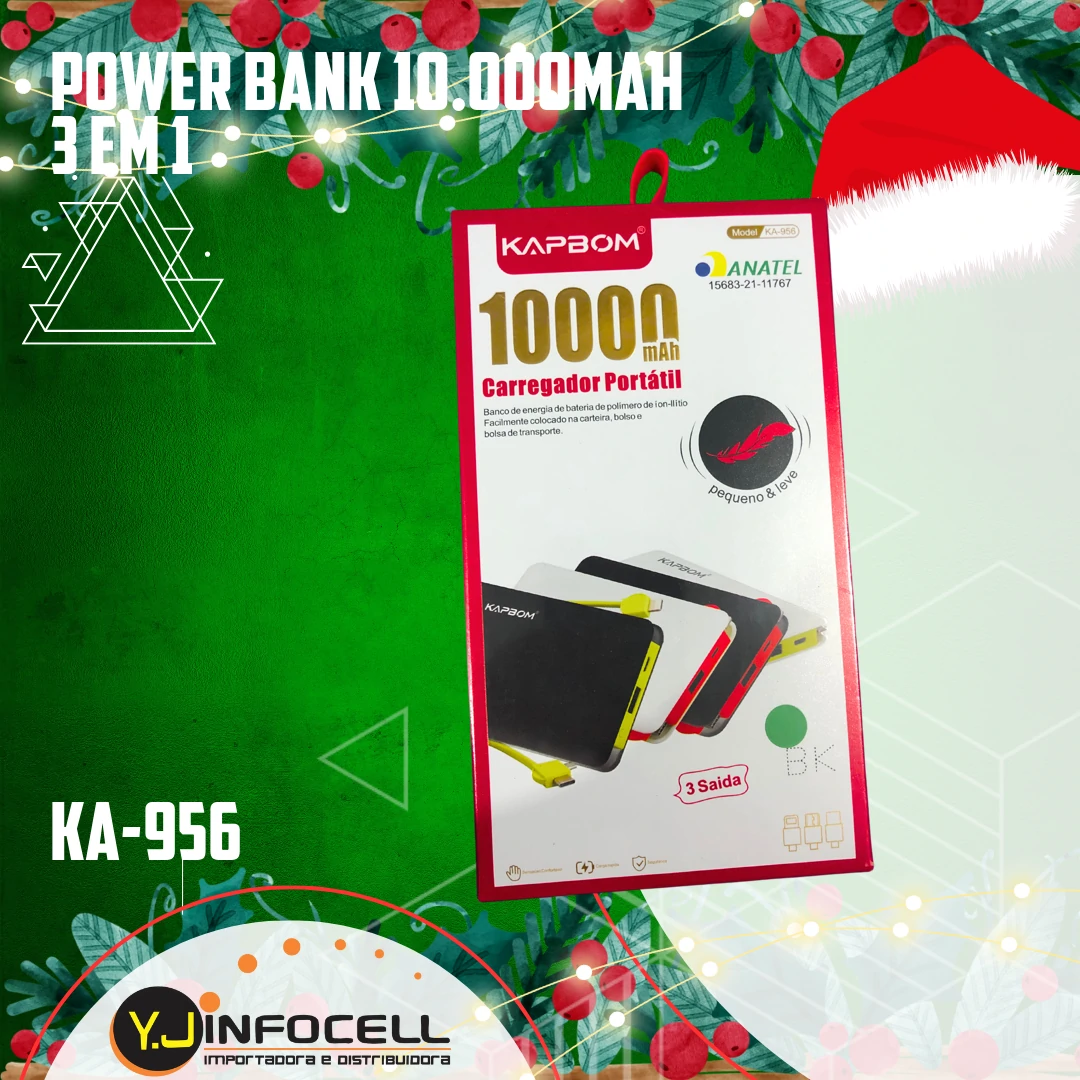 POWER BANK 10.000MAH
3 EM 1
KAPBOM®
Model KA-956
ANATEL
15683-21-11767
10000
mAh
Carregador Portátil
Banco de energia de bateria de polímero de íon-llítio
Facilmente colocado na carteira, bolso e
bolsa de transporte.
pequeno & leve
KAPBOM®
KAPBOM®
BK
3 Saida
KA-956
Y.J INFOCELL
IMPORTADORA E DISTRIBUIDORA